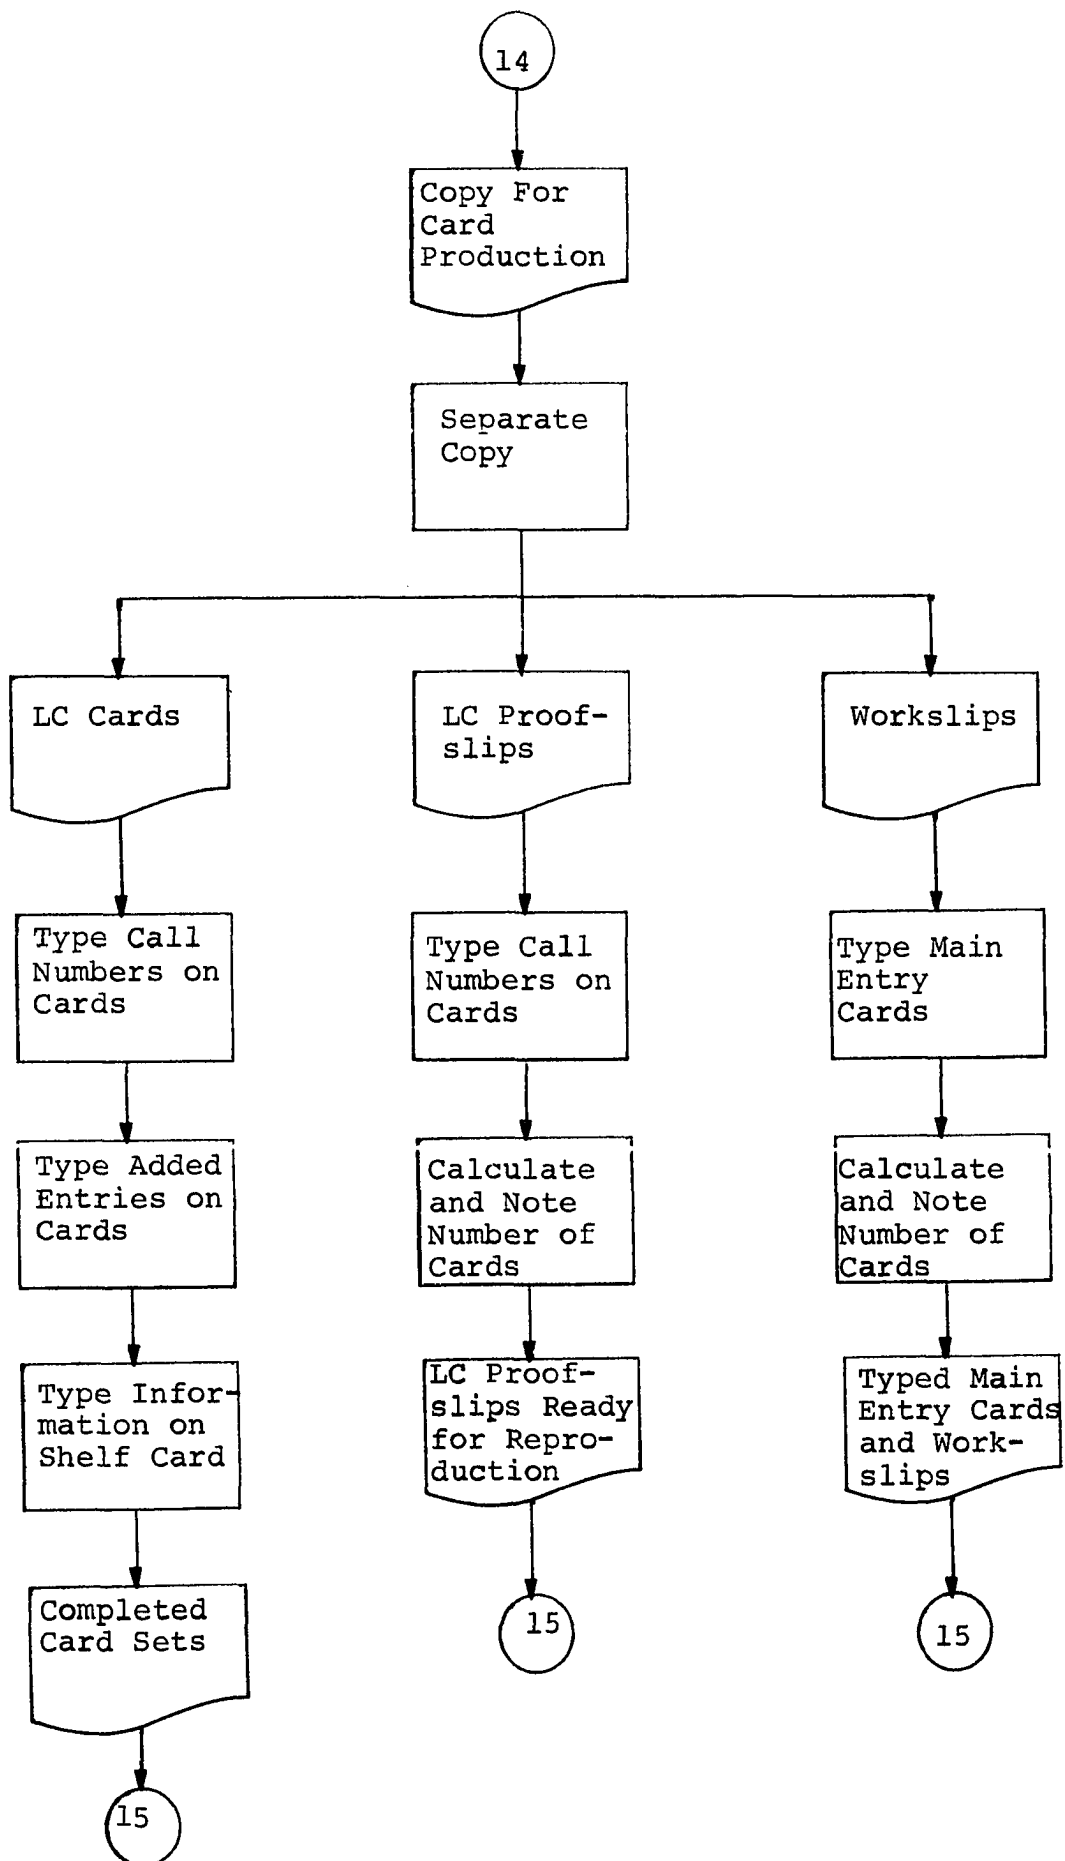 14
Copy For
Card
Production
Separate
Copy
LC Cards
Type Call
Numbers on
Cards
Type Added
Entries on
Cards
Type Infor-
mation on
Shelf Card
Completed
Card Sets
15
LC Proof-
slips
Type Call
Numbers on
Cards
Calculate
and Note
Number of
Cards
LC Proof-
slips Ready
for Repro-
duction
15
Workslips
Type Main
Entry
Cards
Calculate
and Note
Number of
Cards
Typed Main
Entry Cards
and Work-
slips
15